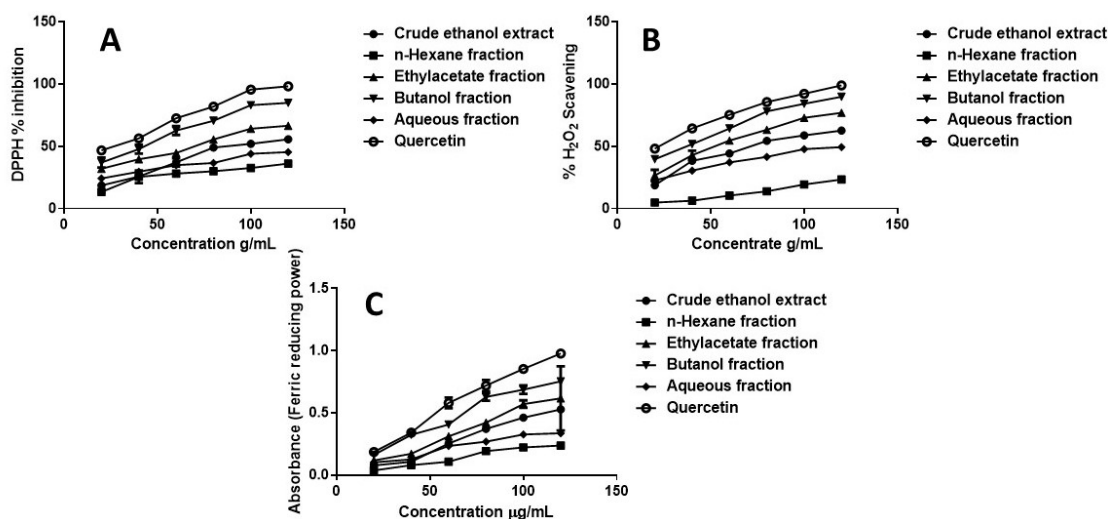 A
DPPH % inhibition
150
100
50
0
0 50 100 150
Concentration g/mL
Crude ethanol extract
n-Hexane fraction
Ethylacetate fraction
Butanol fraction
Aqueous fraction
Quercetin
B
% H₂O₂ Scavening
150
100
50
0
0 50 100 150
Concentrate g/mL
Crude ethanol extract
n-Hexane fraction
Ethylacetate fraction
Butanol fraction
Aqueous fraction
Quercetin
C
Absorbance (Ferric reducing power)
1.5
1.0
0.5
0.0
0 50 100 150
Concentration µg/mL
Crude ethanol extract
n-Hexane fraction
Ethylacetate fraction
Butanol fraction
Aqueous fraction
Quercetin